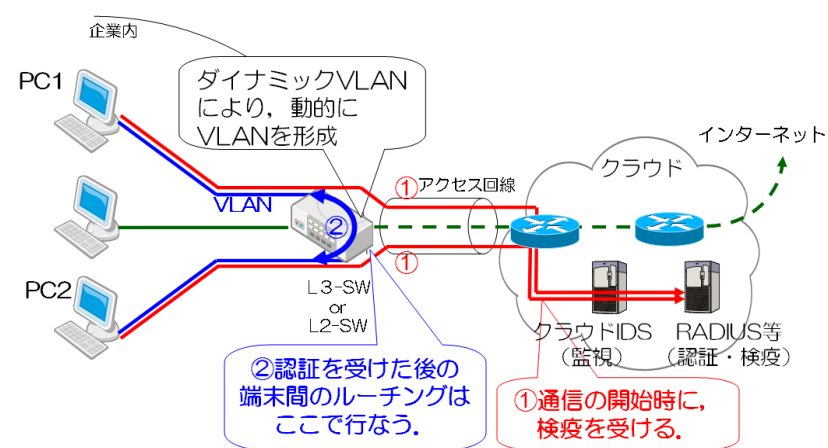 企業内
PC1
ダイナミックVLAN
により，動的に
VLANを形成
インターネット
クラウド
①アクセス回線
VLAN
②
①
PC2
L3-SW
or
L2-SW
クラウドIDS
（監視）
RADIUS等
（認証・検疫）
②認証を受けた後の
端末間のルーチングは
ここで行なう．
①通信の開始時に，
検疫を受ける．